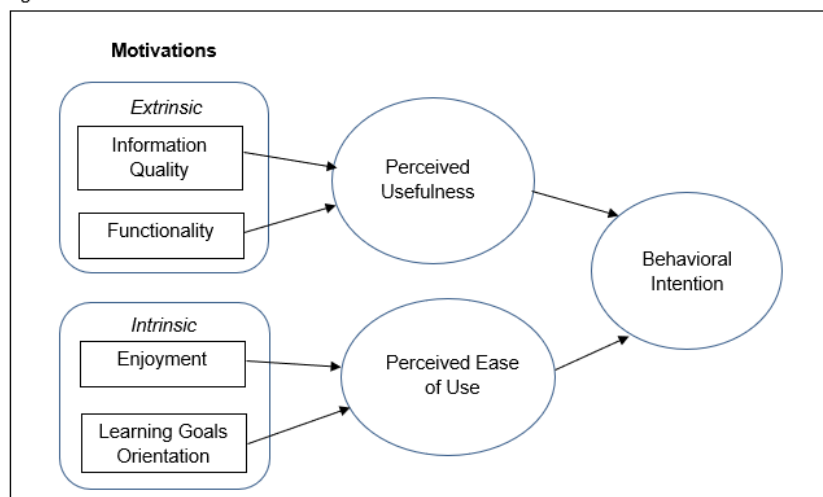 Motivations
Extrinsic
Information
Quality
Functionality
Perceived
Usefulness
Behavioral
Intention
Intrinsic
Enjoyment
Learning Goals
Orientation
Perceived Ease
of Use